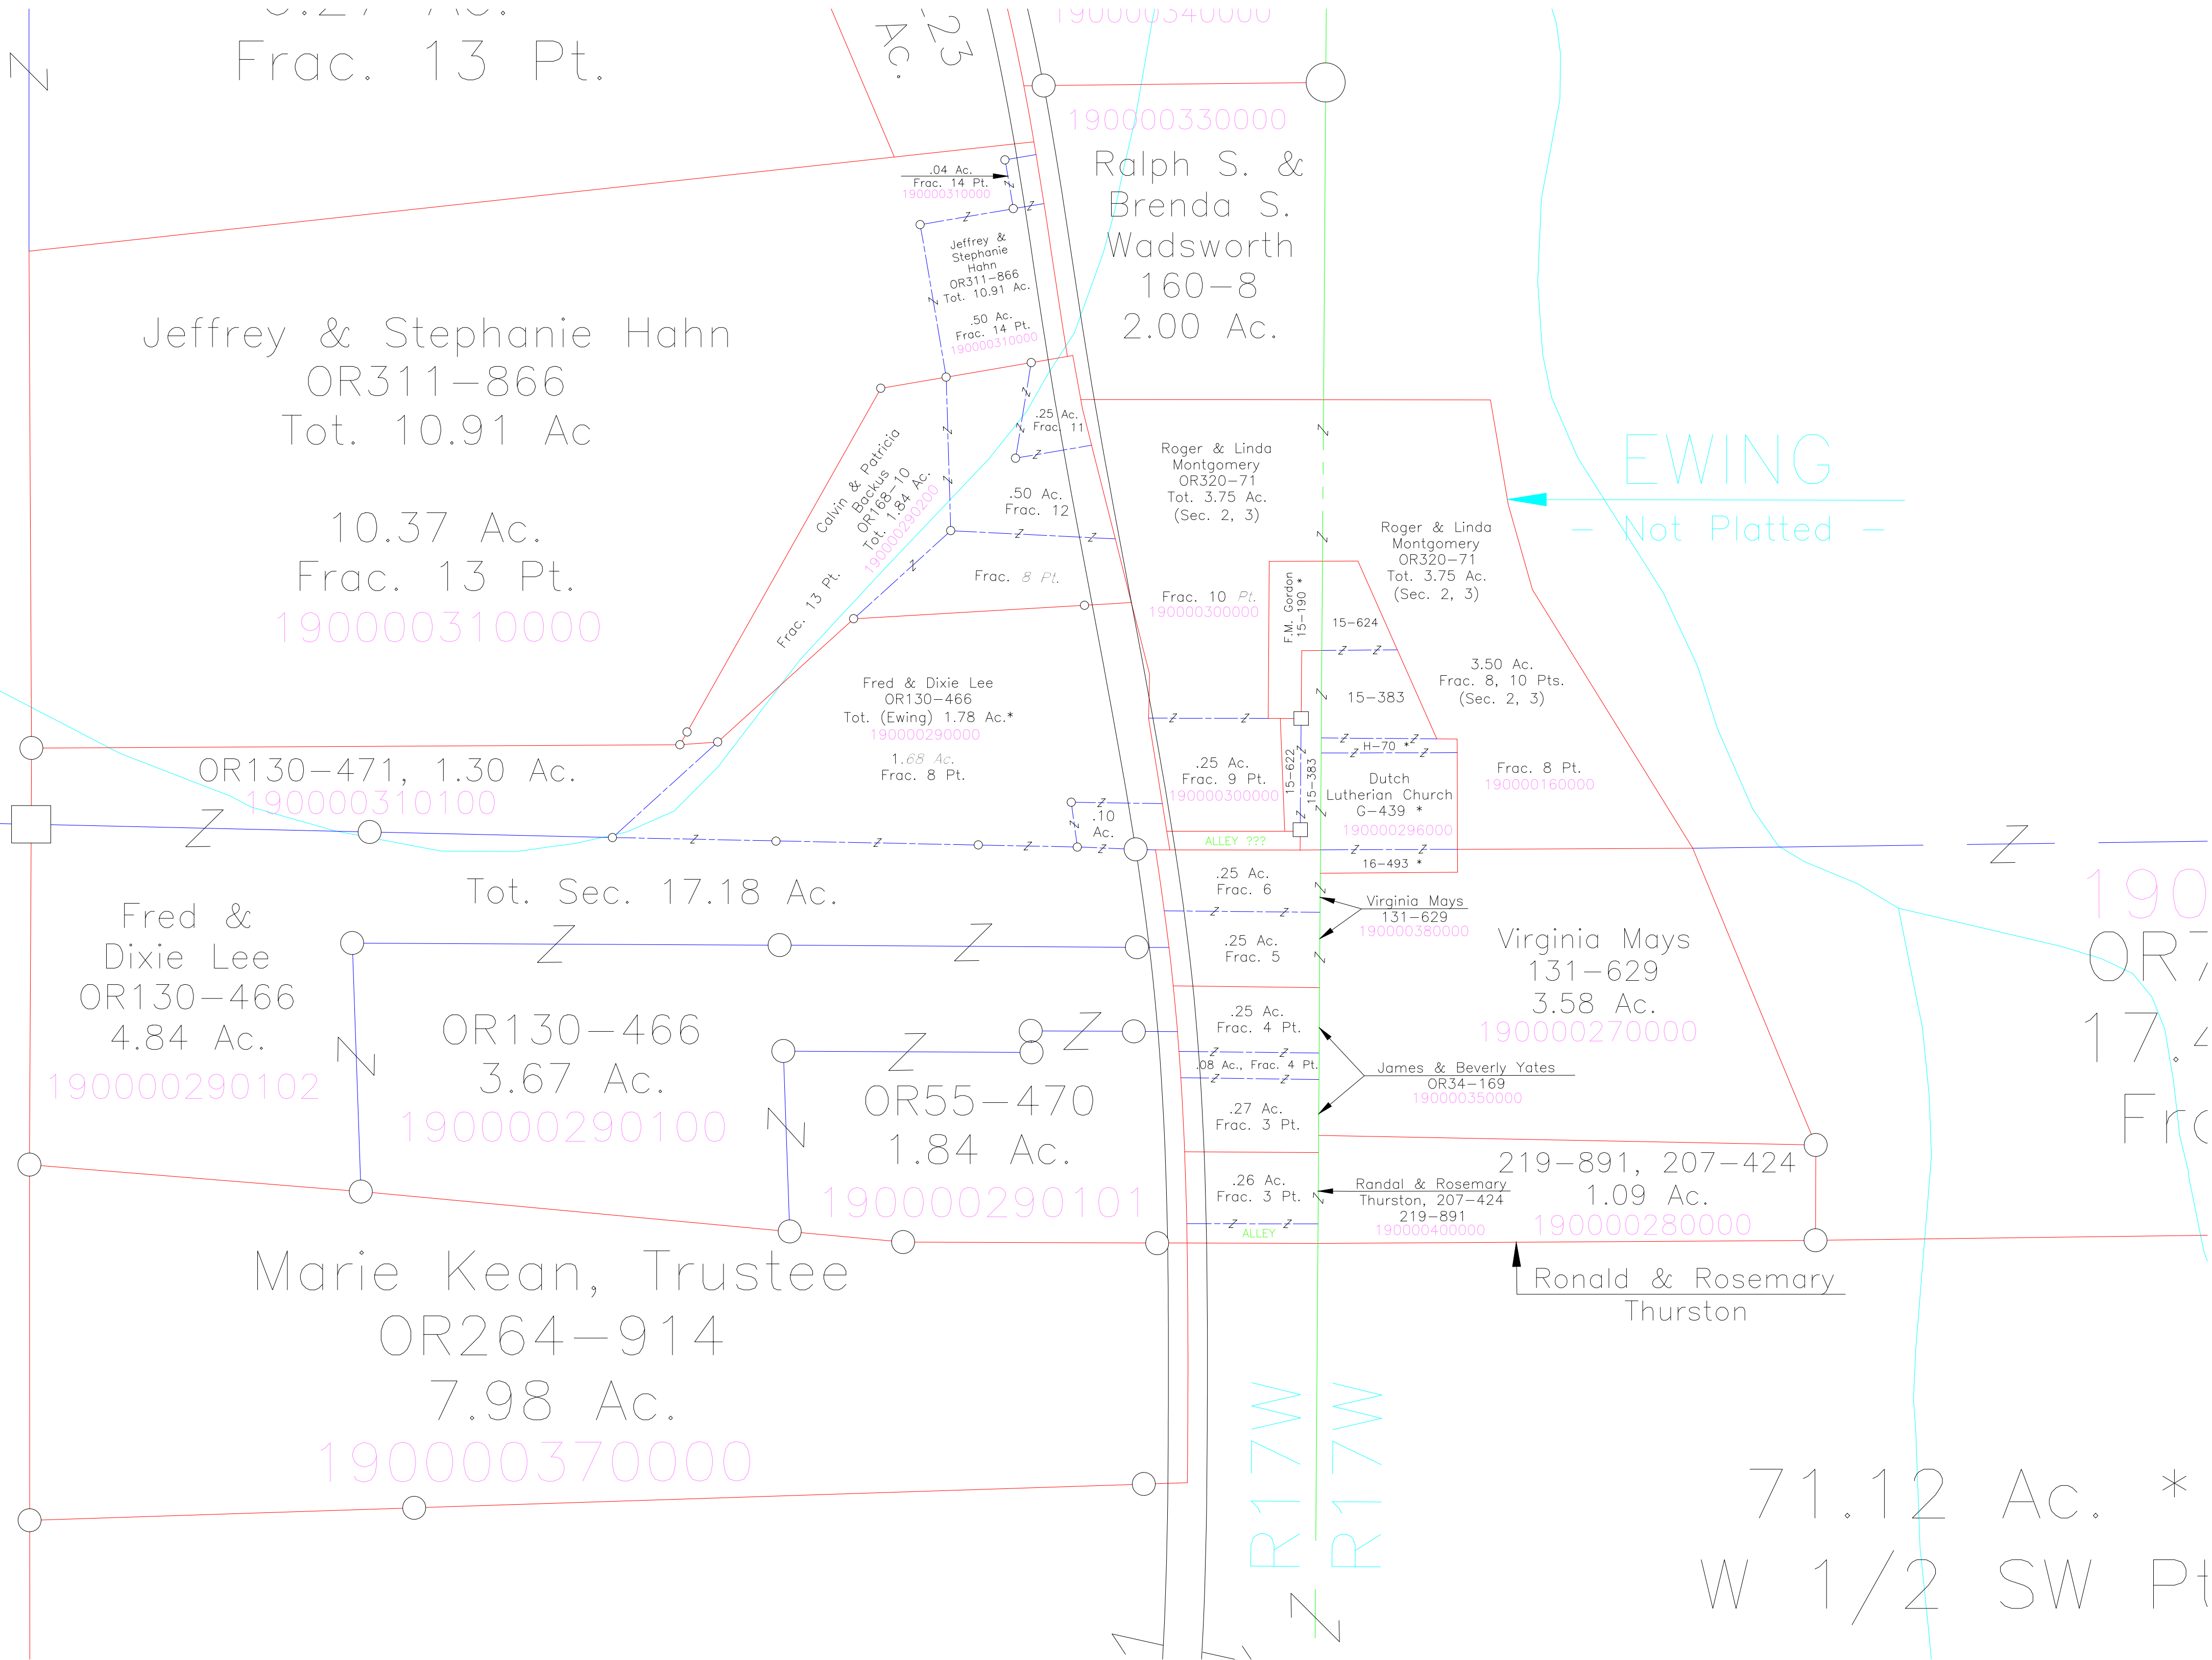 Frac. 13 Pt.
23
Ac.
190000340000
190000330000
Ralph S. &
Brenda S.
Wadsworth
160-8
2.00 Ac.
.04 Ac.
Frac. 14 Pt.
190000310000
Jeffrey &
Stephanie
Hahn
OR311-866
Tot. 10.91 Ac.
.50 Ac.
Frac. 14 Pt.
190000310000
Jeffrey & Stephanie Hahn
OR311-866
Tot. 10.91 Ac
10.37 Ac.
Frac. 13 Pt.
190000310000
Calvin & Patricia
Backus
OR168-10
Tot. 1.84 Ac.
190000290200
Frac. 13 Pt.
.25 Ac.
Frac. 11
.50 Ac.
Frac. 12
Frac. 8 Pt.
Roger & Linda
Montgomery
OR320-71
Tot. 3.75 Ac.
(Sec. 2, 3)
Frac. 10 Pt.
190000300000
EWING
- Not Platted -
Roger & Linda
Montgomery
OR320-71
Tot. 3.75 Ac.
(Sec. 2, 3)
3.50 Ac.
Frac. 8, 10 Pts.
(Sec. 2, 3)
Frac. 8 Pt.
190000160000
F.M. Gordon
15-190 *
15-624
15-383
H-70 *
Dutch
Lutherian Church
G-439 *
190000296000
16-493 *
15-622
15-383
.25 Ac.
Frac. 9 Pt.
190000300000
ALLEY ???
Fred & Dixie Lee
OR130-466
Tot. (Ewing) 1.78 Ac.*
190000290000
1.68 Ac.
Frac. 8 Pt.
.10
Ac.
OR130-471, 1.30 Ac.
190000310100
Tot. Sec. 17.18 Ac.
Fred &
Dixie Lee
OR130-466
4.84 Ac.
190000290102
OR130-466
3.67 Ac.
190000290100
OR55-470
1.84 Ac.
190000290101
.25 Ac.
Frac. 6
.25 Ac.
Frac. 5
.25 Ac.
Frac. 4 Pt.
.08 Ac., Frac. 4 Pt.
.27 Ac.
Frac. 3 Pt.
.26 Ac.
Frac. 3 Pt.
ALLEY
Virginia Mays
131-629
190000380000
Virginia Mays
131-629
3.58 Ac.
190000270000
James & Beverly Yates
OR34-169
190000350000
219-891, 207-424
1.09 Ac.
190000280000
Randal & Rosemary
Thurston, 207-424
219-891
190000400000
Ronald & Rosemary
Thurston
190
OR7
17.4
Fra
Marie Kean, Trustee
OR264-914
7.98 Ac.
190000370000
R17W
R17W
71.12 Ac. *
W 1/2 SW Pt